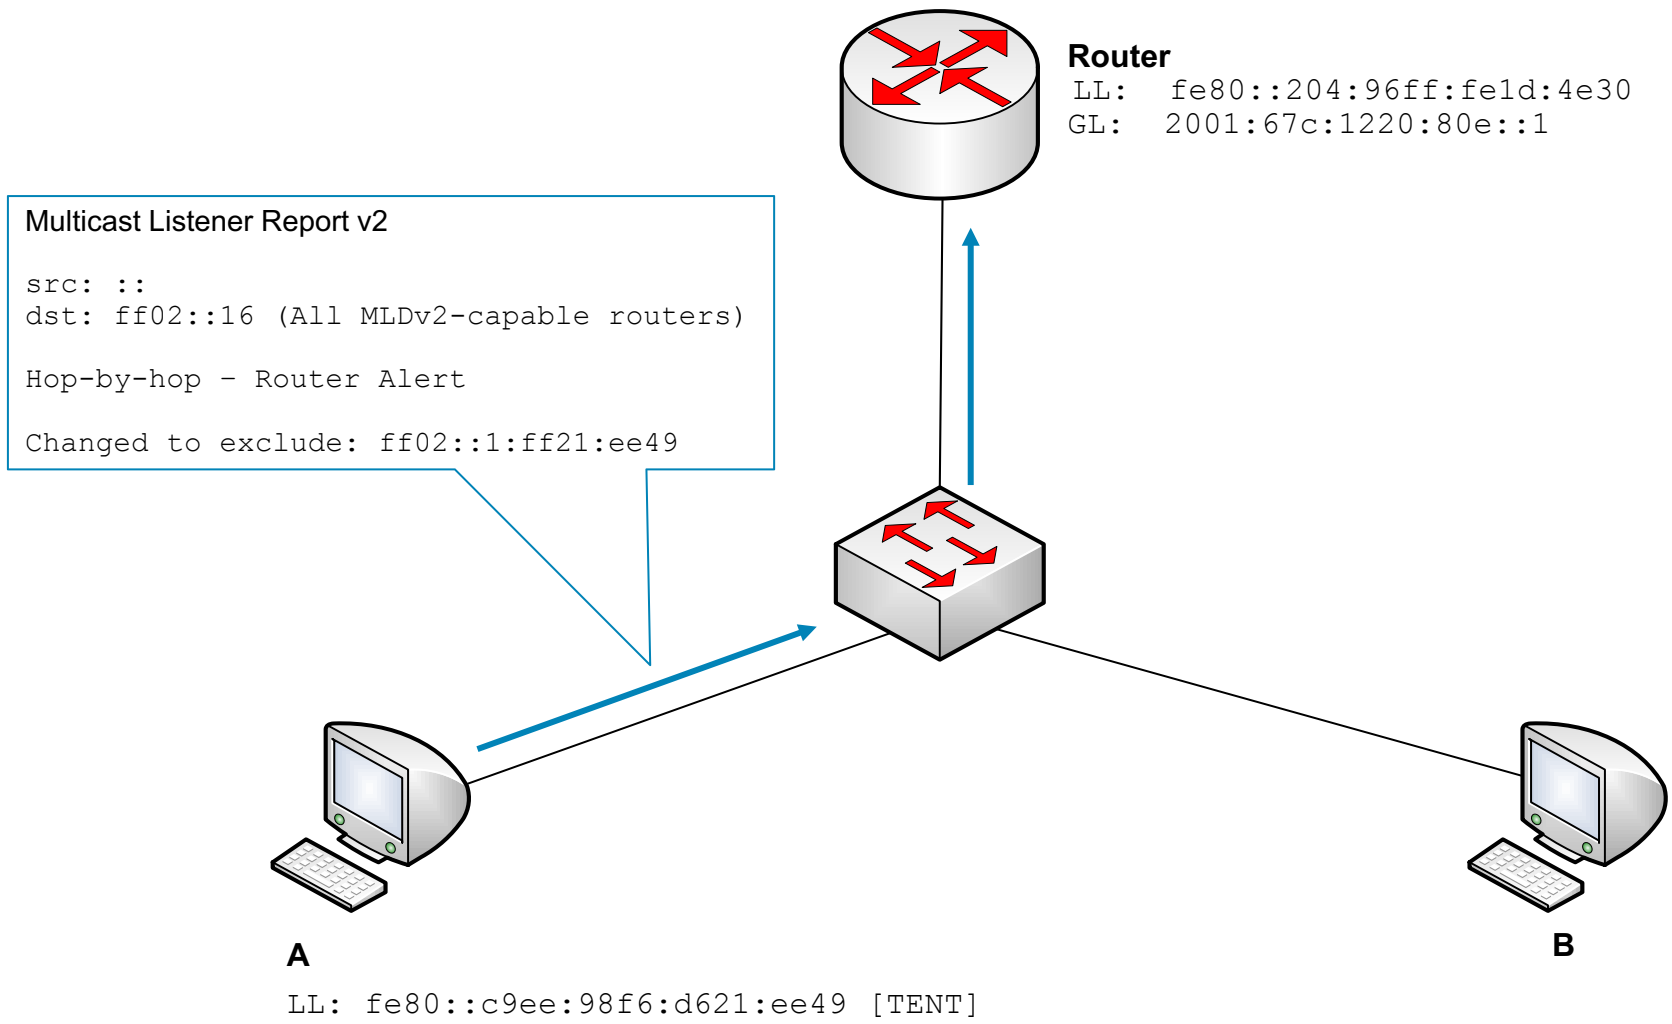 Router
LL: fe80::204:96ff:fe1d:4e30
GL: 2001:67c:1220:80e::1
Multicast Listener Report v2
src: ::
dst: ff02::16 (All MLDv2-capable routers)
Hop-by-hop – Router Alert
Changed to exclude: ff02::1:ff21:ee49
A
B
LL: fe80::c9ee:98f6:d621:ee49 [TENT]